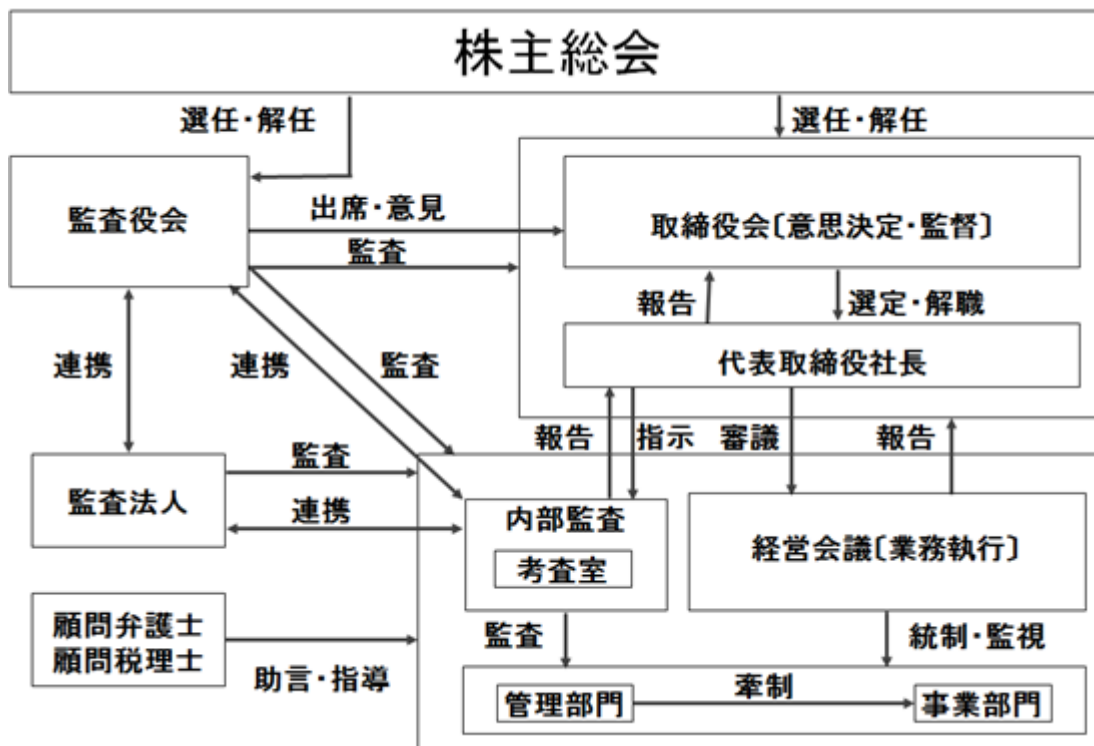 株主総会
選任・解任
選任・解任
監査役会
出席・意見
取締役会〔意思決定・監督〕
監査
報告
選定・解職
連携
連携
監査
代表取締役社長
報告
指示
審議
報告
監査
監査法人
連携
内部監査
考査室
経営会議〔業務執行〕
顧問弁護士
顧問税理士
助言・指導
監査
統制・監視
管理部門
牽制
事業部門